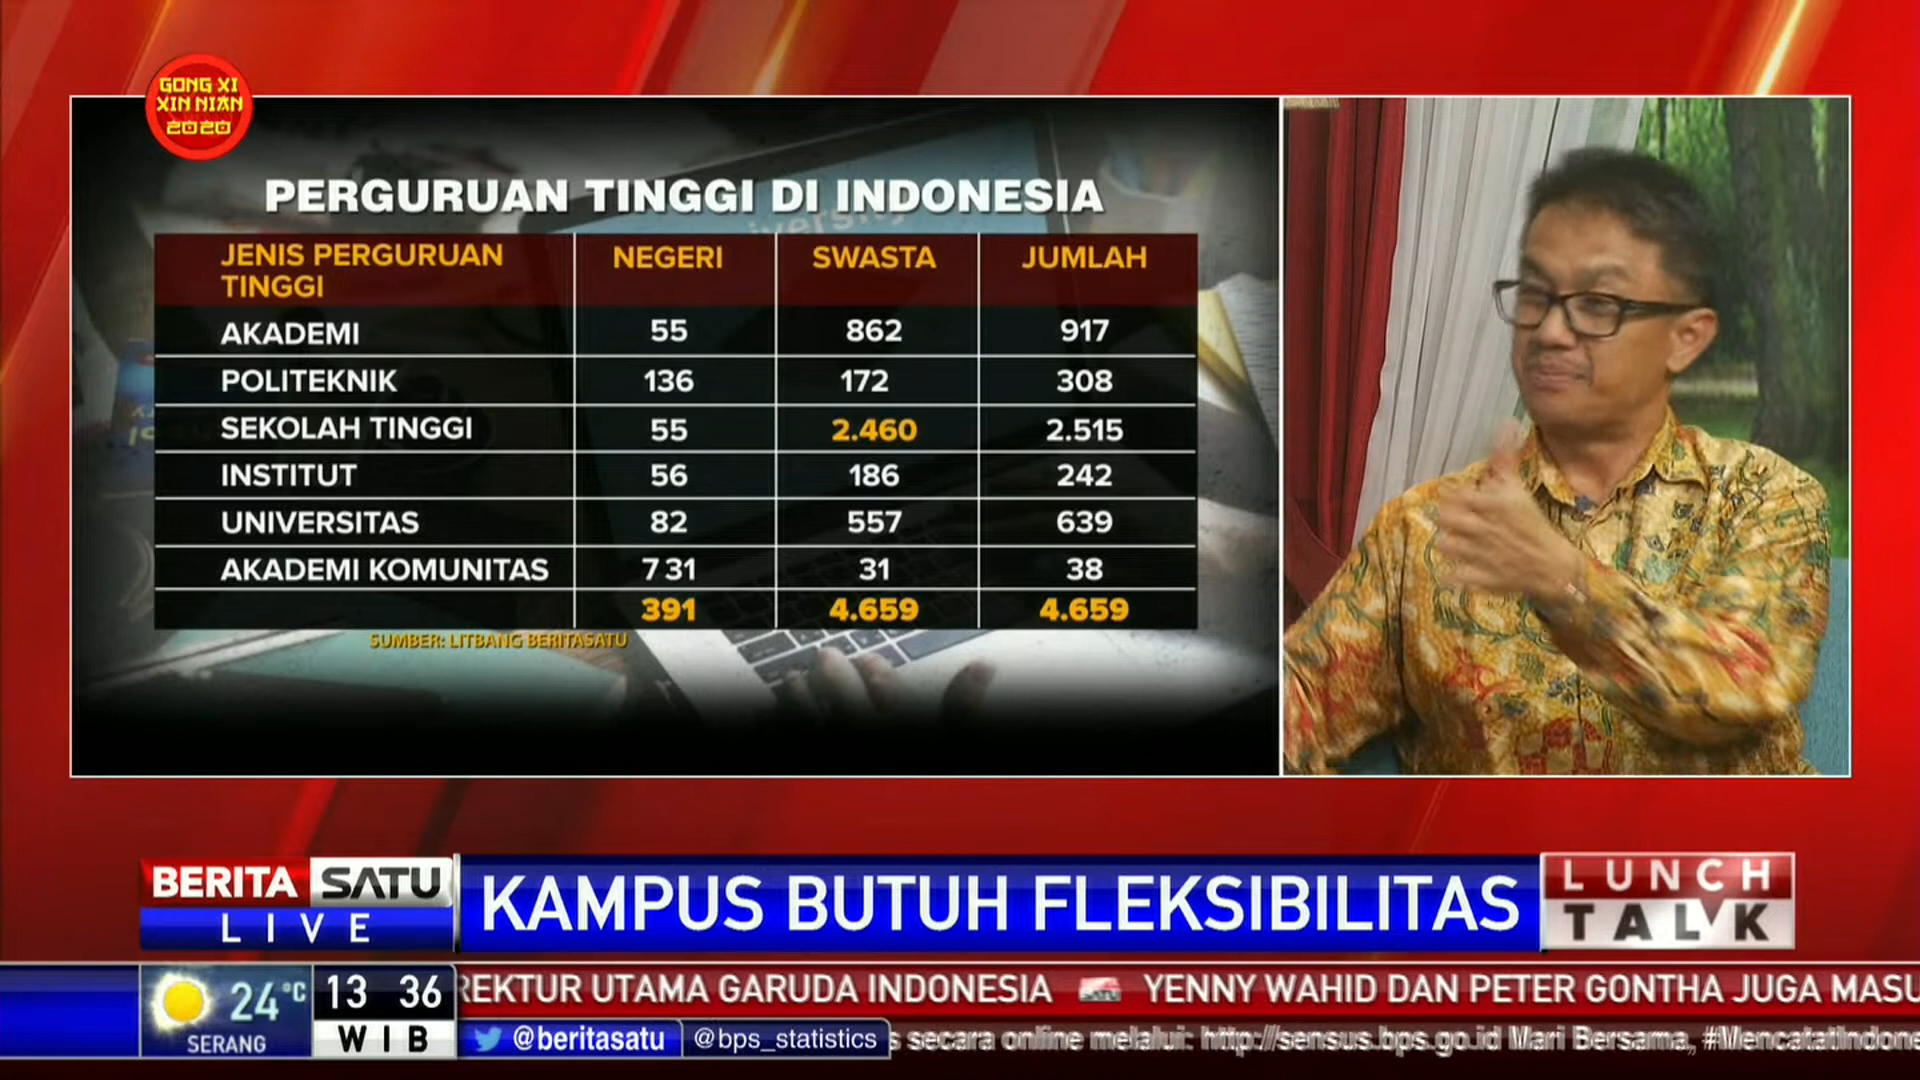 GONG XI
XIN NIAN
2020
PERGURUAN TINGGI DI INDONESIA
JENIS PERGURUAN TINGGI NEGERI SWASTA JUMLAH
AKADEMI 55 862 917
POLITEKNIK 136 172 308
SEKOLAH TINGGI 55 2.460 2.515
INSTITUT 56 186 242
UNIVERSITAS 82 557 639
AKADEMI KOMUNITAS 7 31 31 38
391 4.659 4.659
SUMBER: LITBANG BERITASATU
BERITA SATU
LIVE
KAMPUS BUTUH FLEKSIBILITAS
LUNCH
TALK
24°C
SERANG
13 36
WIB
REKTUR UTAMA GARUDA INDONESIA YENNY WAHID DAN PETER GONTHA JUGA MASU
@beritasatu @bps_statistics s secara online melalui: http://sensus.bps.go.id Mari Bersama, #MencatatIndone